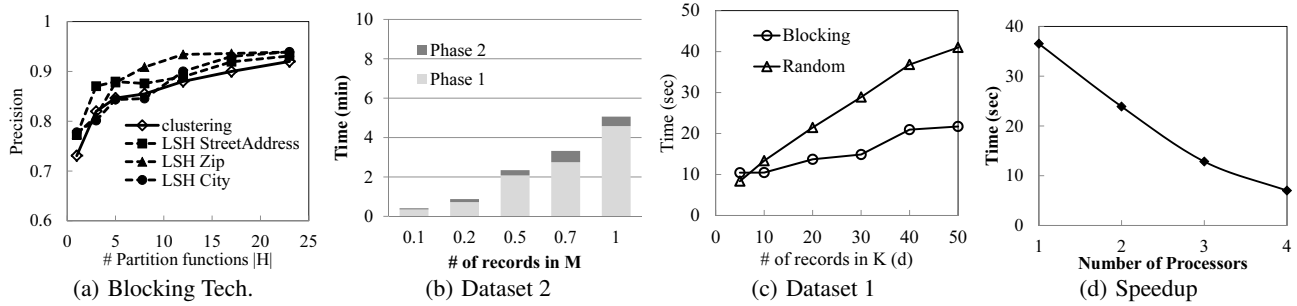 1
0.9
0.8
0.7
0.6
Precision
clustering
LSH StreetAddress
LSH Zip
LSH City
0 5 10 15 20 25
# Partition functions |H|
(a) Blocking Tech.
10
8
6
4
2
0
Time (min)
Phase 2
Phase 1
0.1 0.2 0.5 0.7 1
# of records in M
(b) Dataset 2
50
40
30
20
10
0
Time (sec)
Blocking
Random
0 10 20 30 40 50
# of records in K (d)
(c) Dataset 1
40
30
20
10
0
Time (sec)
1 2 3 4
Number of Processors
(d) Speedup